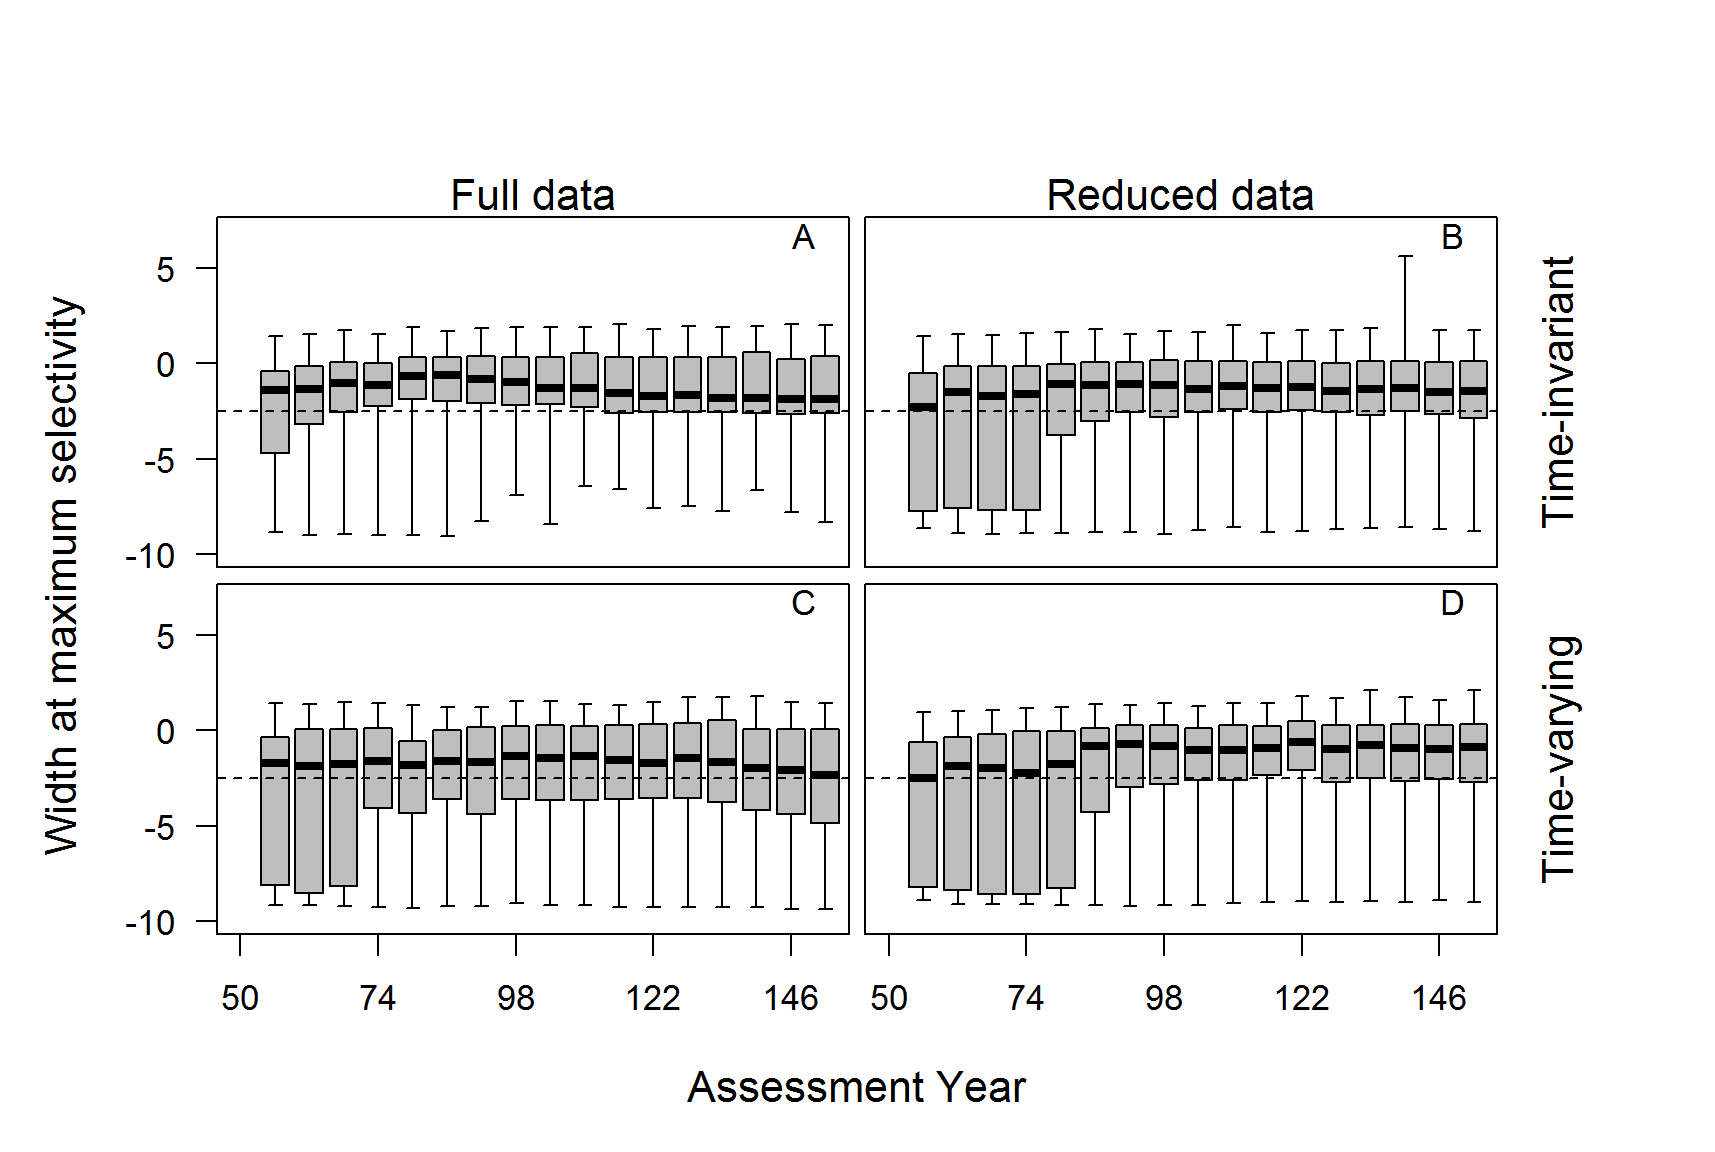 Full data
Reduced data
A
B
5
0
-5
-10
Time-invariant
Width at maximum selectivity
C
D
5
0
-5
-10
Time-varying
50 74 98 122 146
50 74 98 122 146
Assessment Year